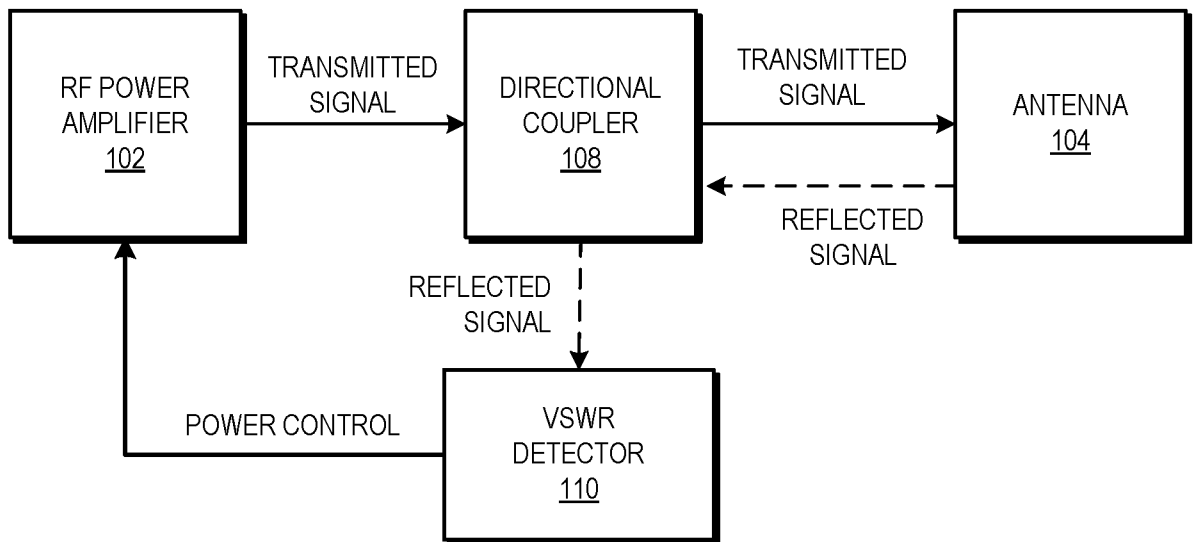 RF POWER
AMPLIFIER
102
TRANSMITTED
SIGNAL
DIRECTIONAL
COUPLER
108
TRANSMITTED
SIGNAL
ANTENNA
104
REFLECTED
SIGNAL
REFLECTED
SIGNAL
POWER CONTROL
VSWR
DETECTOR
110